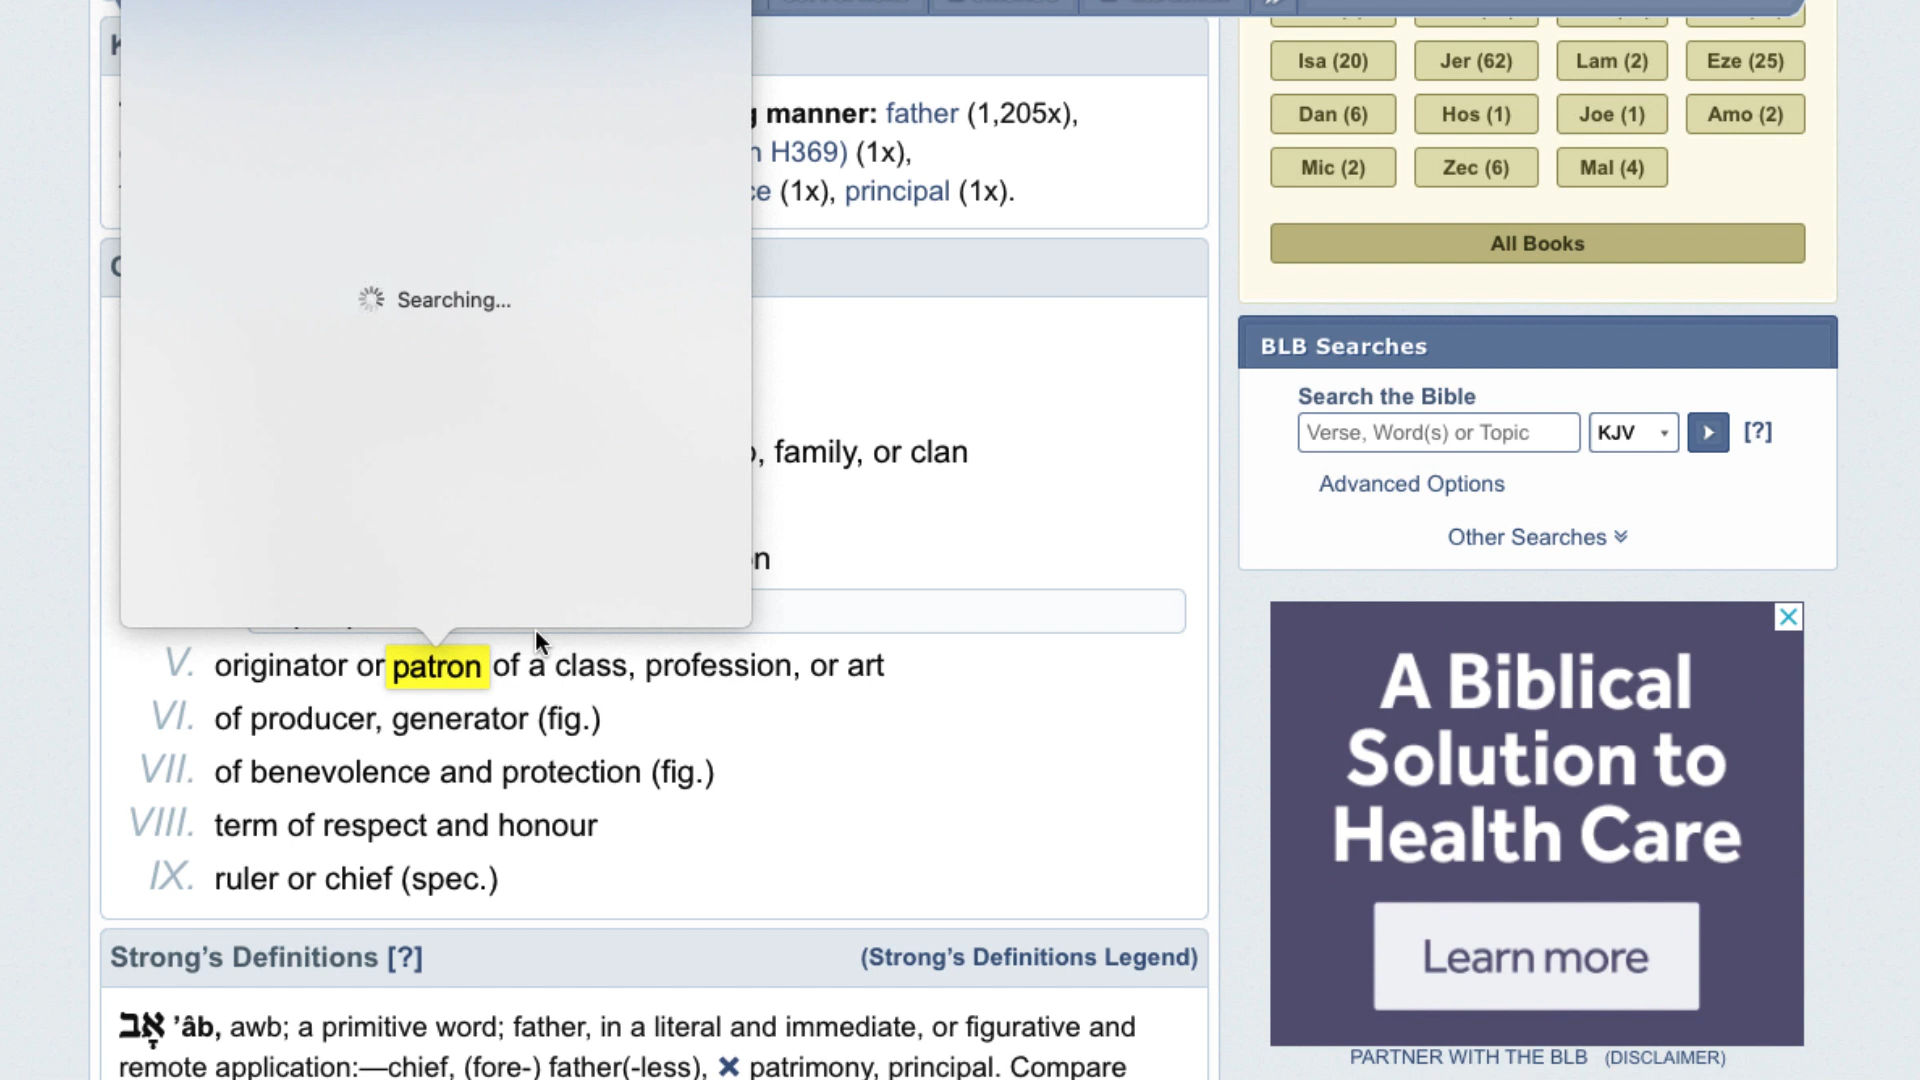 manner: father (1,205x),
H369) (1x),
(1x), principal (1x).
Searching...
, family, or clan
V. originator or patron of a class, profession, or art
VI. of producer, generator (fig.)
VII. of benevolence and protection (fig.)
VIII. term of respect and honour
IX. ruler or chief (spec.)
Strong's Definitions [?]
(Strong's Definitions Legend)
אָב 'âb, awb; a primitive word; father, in a literal and immediate, or figurative and
remote application:—chief, (fore-) father(-less), × patrimony, principal. Compare
Isa (20) Jer (62) Lam (2) Eze (25)
Dan (6) Hos (1) Joe (1) Amo (2)
Mic (2) Zec (6) Mal (4)
All Books
BLB Searches
Search the Bible
Verse, Word(s) or Topic KJV [?]
Advanced Options
Other Searches
A Biblical
Solution to
Health Care
Learn more
PARTNER WITH THE BLB (DISCLAIMER)